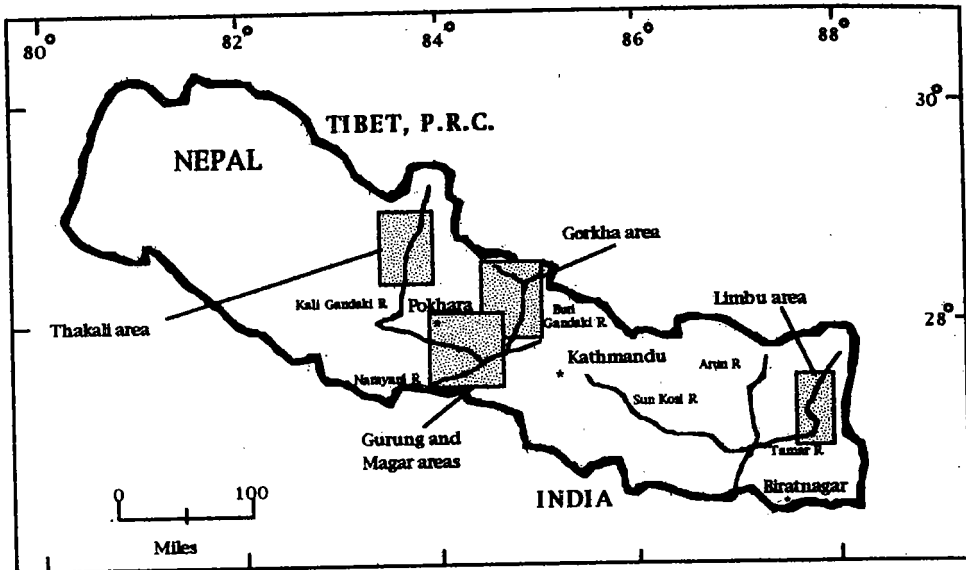 80° 82° 84° 86° 88°
30°
TIBET, P.R.C.
NEPAL
Gorkha area
Thakali area
Kali Gandaki R.
Pokhara
Buri
Gandaki R.
Limbu area
28°
Kathmandu
Arun R
Narayani R.
Sun Kosi R
Gurung and
Magar areas
Tamar R
Biratnagar
INDIA
0 100
Miles